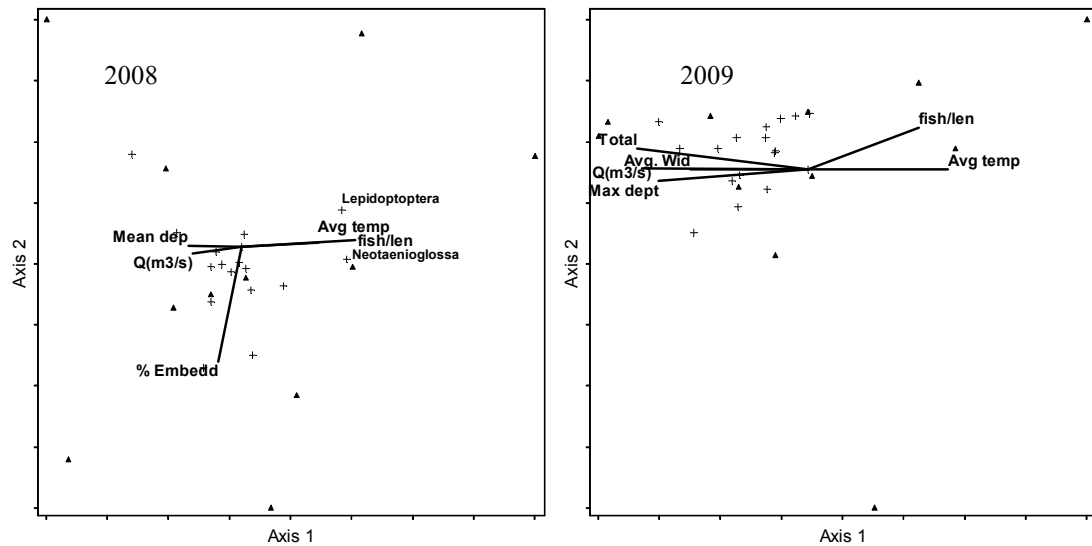 2008
Lepidoptoptera
Avg temp
Mean dep
fish/len
Q(m3/s)
Neotaenioglossa
% Embedd
Axis 2
Axis 1
2009
fish/len
Total
Avg. Wid
Avg temp
Q(m3/s)
Max dept
Axis 2
Axis 1